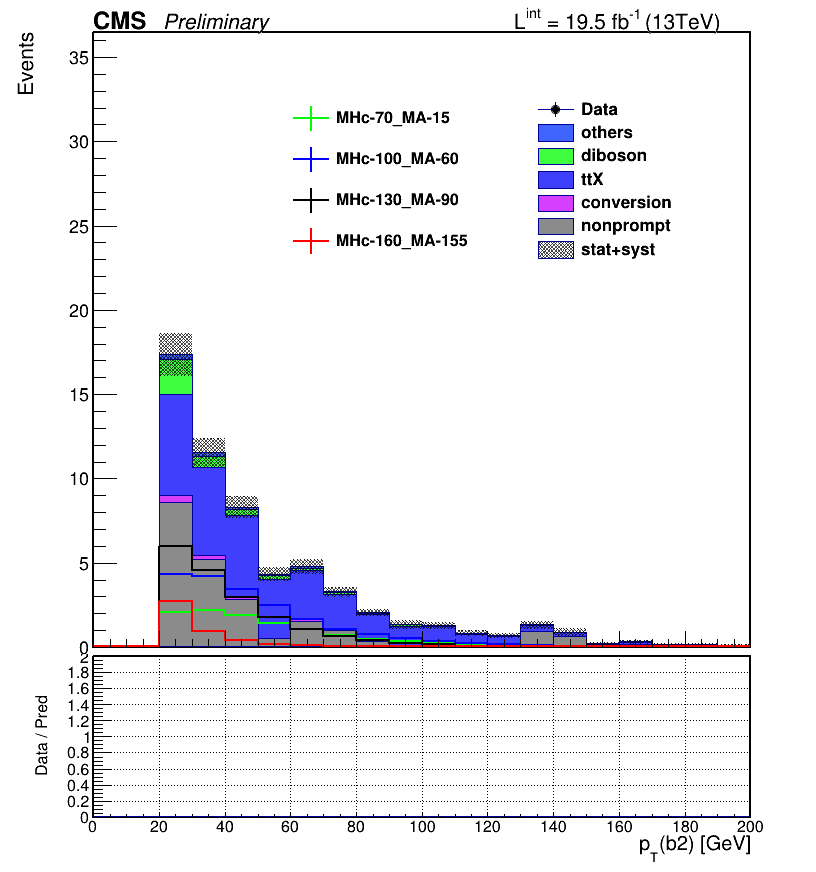 CMS Preliminary
L^int = 19.5 fb^-1 (13TeV)
Events
35
30
25
20
15
10
5
0
MHc-70_MA-15
MHc-100_MA-60
MHc-130_MA-90
MHc-160_MA-155
Data
others
diboson
ttX
conversion
nonprompt
stat+syst
Data / Pred
2
1.8
1.6
1.4
1.2
1
0.8
0.6
0.4
0.2
0
0 20 40 60 80 100 120 140 160 180 200
p_T(b2) [GeV]